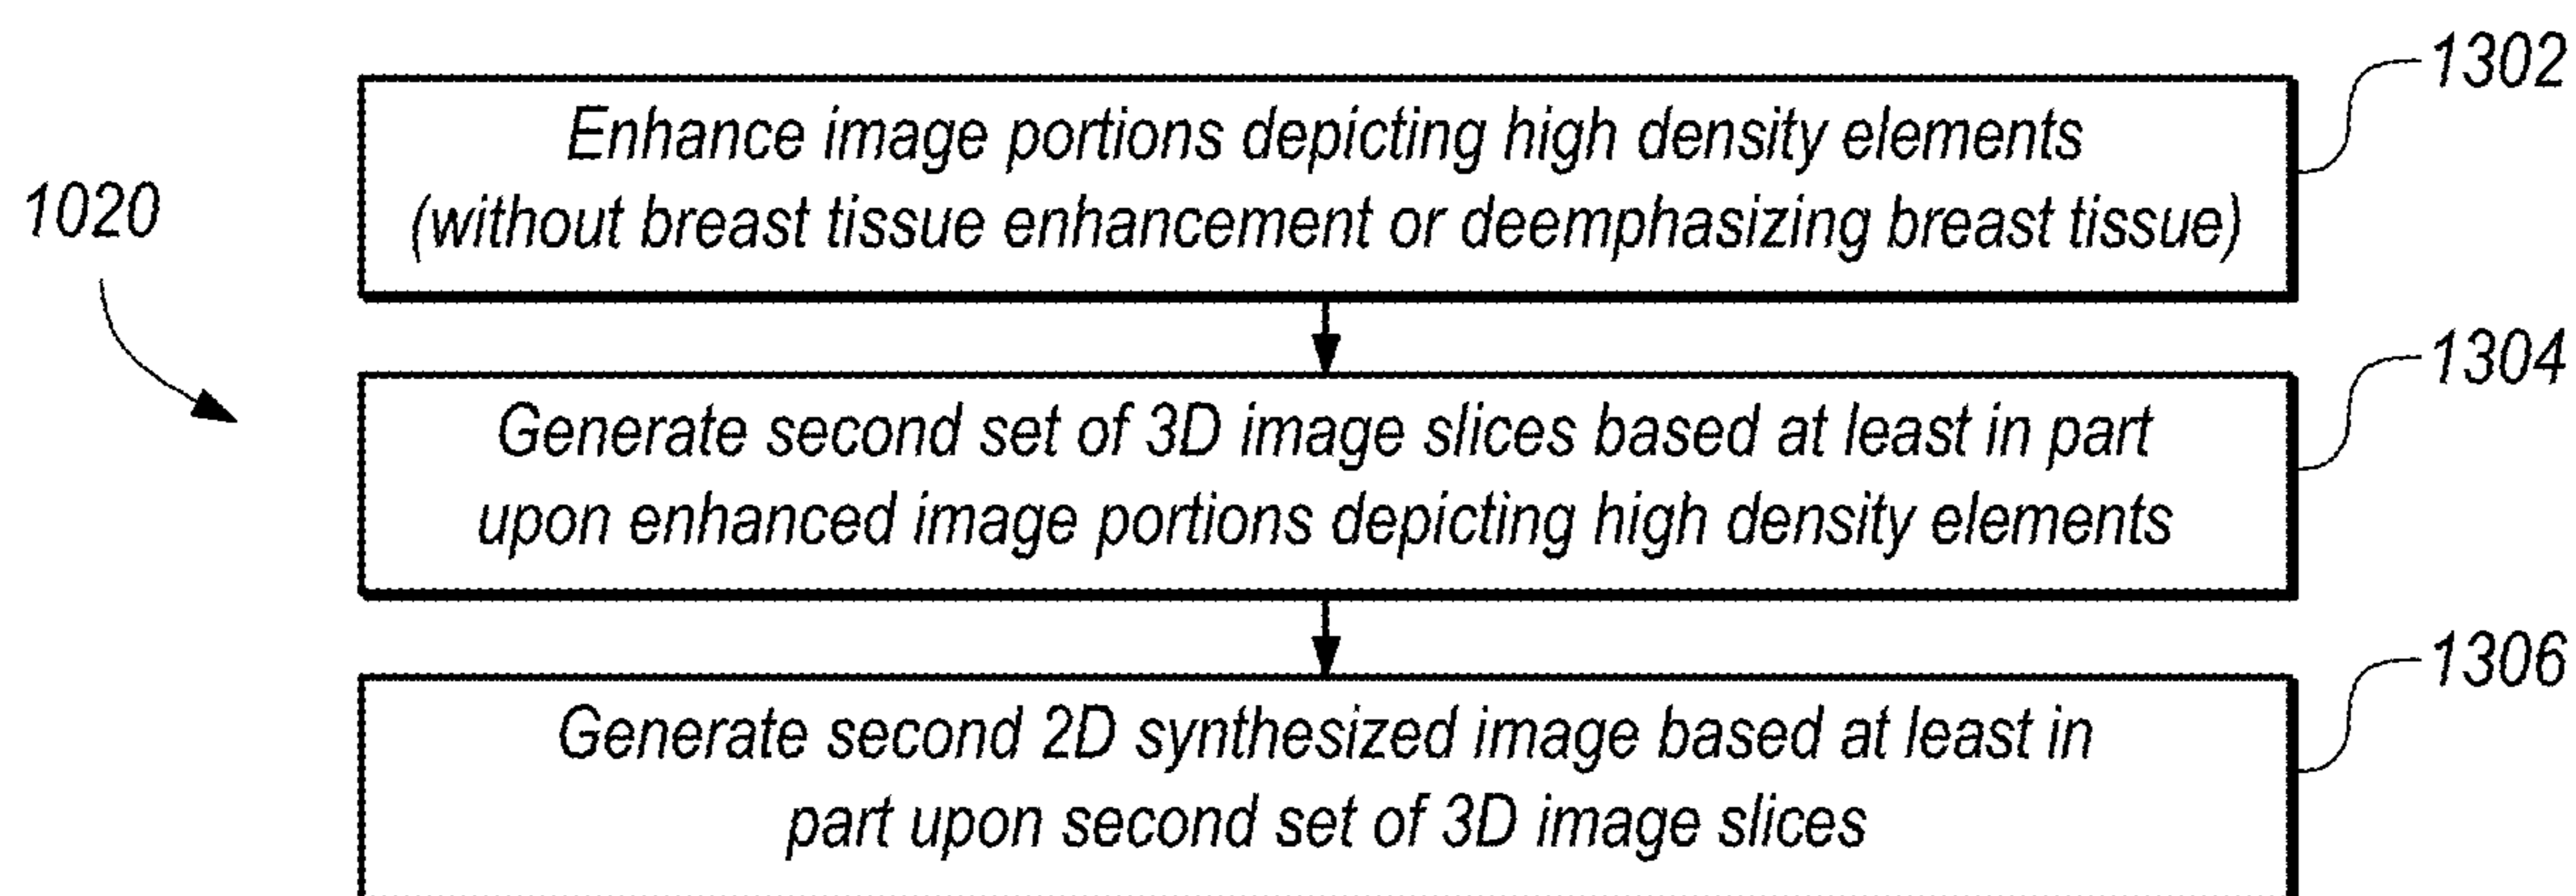 1302
Enhance image portions depicting high density elements
(without breast tissue enhancement or deemphasizing breast tissue)
1020
1304
Generate second set of 3D image slices based at least in part
upon enhanced image portions depicting high density elements
1306
Generate second 2D synthesized image based at least in
part upon second set of 3D image slices